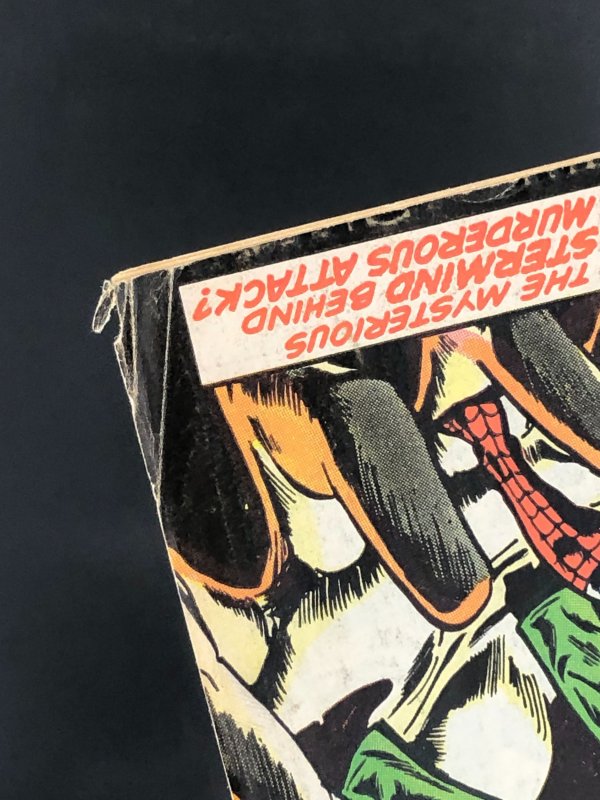 THE MYSTERIOUS
STERMIND BEHIND
MURDEROUS ATTACK?